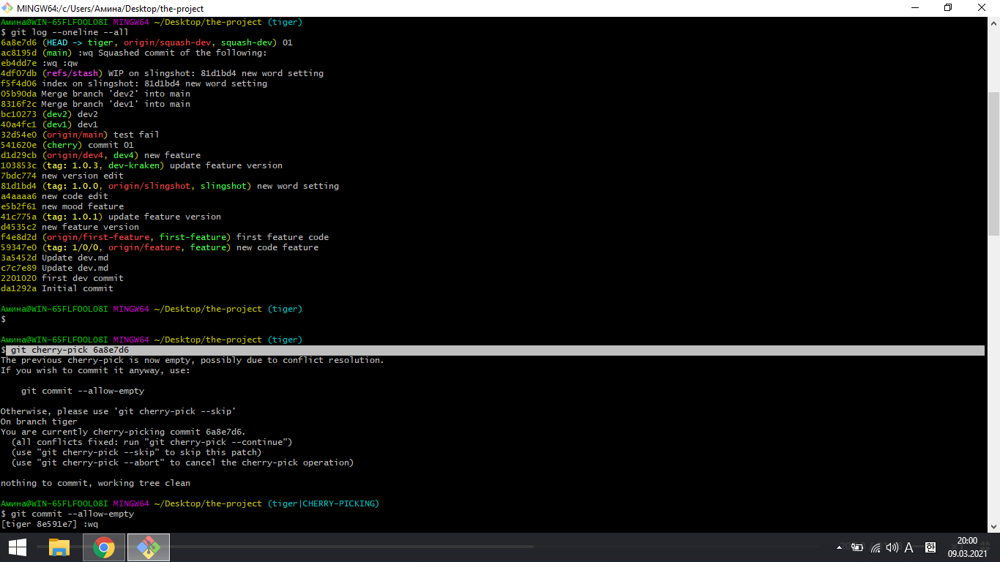 MINGW64:/c/Users/Амина/Desktop/the-project
Амина@WIN-65FLFOOLO8I MINGW64 ~/Desktop/the-project (tiger)
$ git log --oneline --all
6a8e7d6 (HEAD -> tiger, origin/squash-dev, squash-dev) 01
ac8195d (main) :wq Squashed commit of the following:
eb4dd7e :wq :qw
4df07db (refs/stash) WIP on slingshot: 81d1bd4 new word setting
f5f4d06 index on slingshot: 81d1bd4 new word setting
05b90da Merge branch 'dev2' into main
8316f2c Merge branch 'dev1' into main
bc10273 (dev2) dev2
40a4fc1 (dev1) dev1
32d54e0 (origin/main) test fail
541620e (cherry) commit 01
d1d29cb (origin/dev4, dev4) new feature
103853c (tag: 1.0.3, dev-kraken) update feature version
7bdc774 new version edit
81d1bd4 (tag: 1.0.0, origin/slingshot, slingshot) new word setting
a4aaaa6 new code edit
e5b2f61 new mood feature
41c775a (tag: 1.0.1) update feature version
d4535c2 new feature version
f4e8d2d (origin/first-feature, first-feature) first feature code
59347e0 (tag: 1/0/0, origin/feature, feature) new code feature
3a5452d Update dev.md
c7c7e89 Update dev.md
2201020 first dev commit
da1292a Initial commit
Амина@WIN-65FLFOOLO8I MINGW64 ~/Desktop/the-project (tiger)
$
Амина@WIN-65FLFOOLO8I MINGW64 ~/Desktop/the-project (tiger)
$ git cherry-pick 6a8e7d6
The previous cherry-pick is now empty, possibly due to conflict resolution.
If you wish to commit it anyway, use:
git commit --allow-empty
Otherwise, please use 'git cherry-pick --skip'
On branch tiger
You are currently cherry-picking commit 6a8e7d6.
(all conflicts fixed: run "git cherry-pick --continue")
(use "git cherry-pick --skip" to skip this patch)
(use "git cherry-pick --abort" to cancel the cherry-pick operation)
nothing to commit, working tree clean
Амина@WIN-65FLFOOLO8I MINGW64 ~/Desktop/the-project (tiger|CHERRY-PICKING)
$ git commit --allow-empty
[tiger 8e591e7] :wq
A 한 20:00
09.03.2021